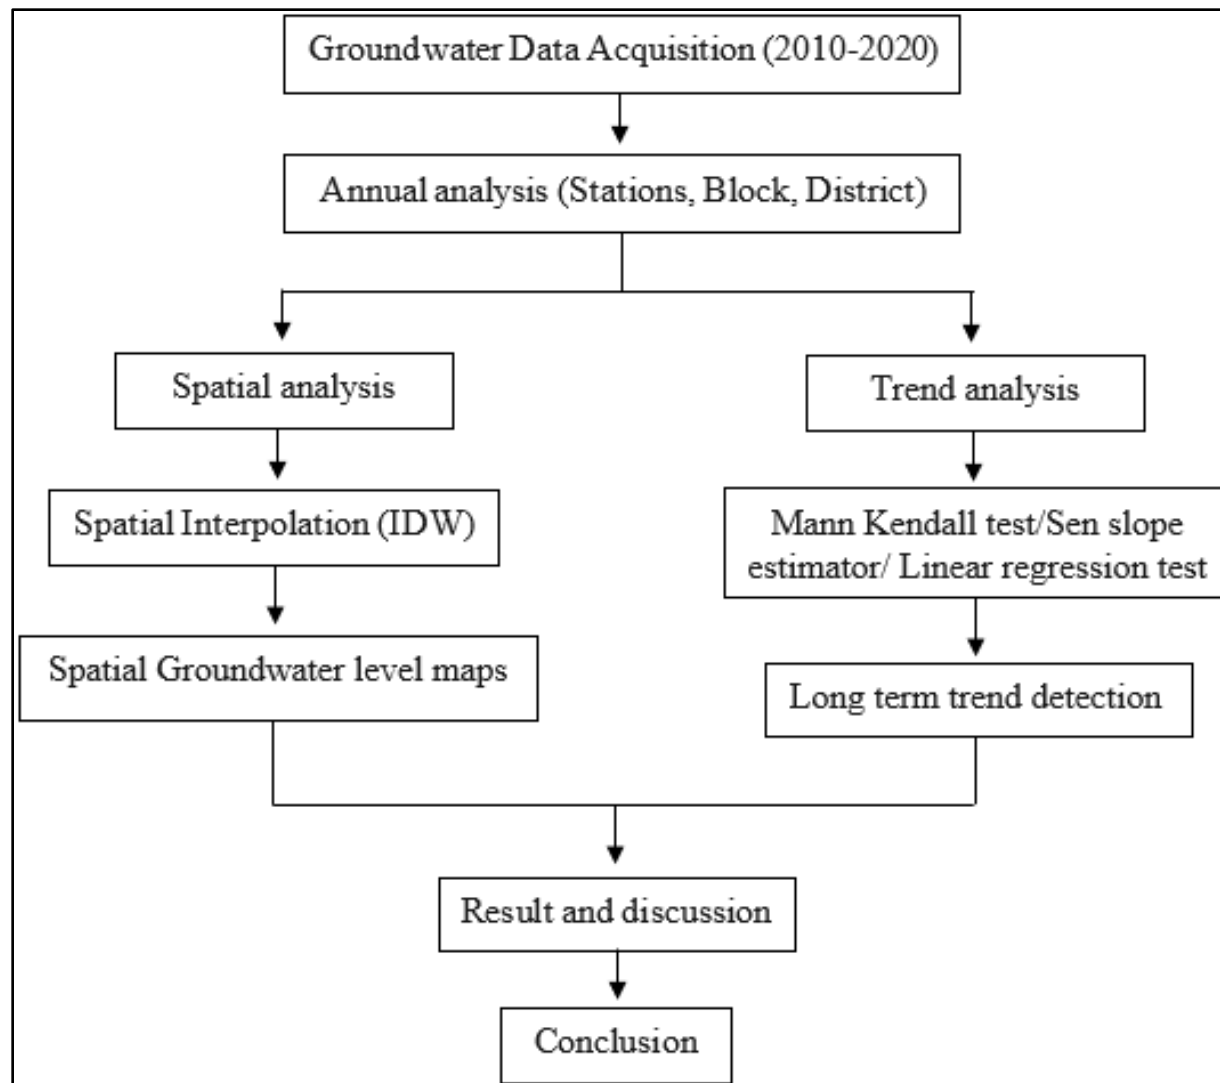 Groundwater Data Acquisition (2010-2020)
Annual analysis (Stations, Block, District)
Spatial analysis
Trend analysis
Spatial Interpolation (IDW)
Mann Kendall test/Sen slope
estimator/ Linear regression test
Spatial Groundwater level maps
Long term trend detection
Result and discussion
Conclusion